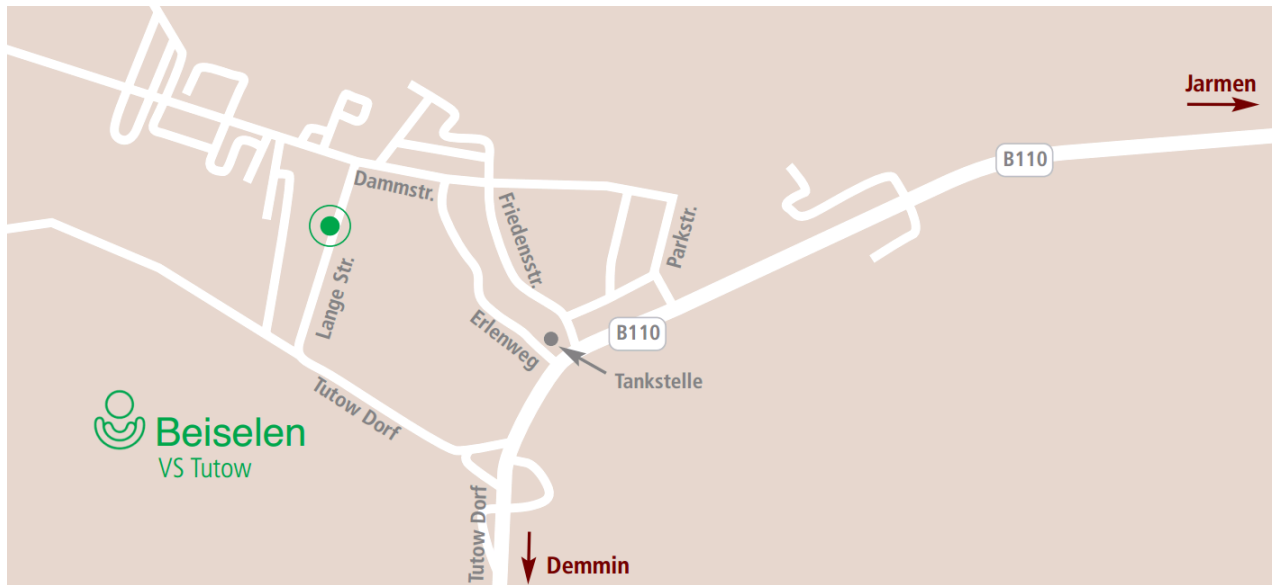 Jarmen
B110
Dammstr.
Friedensstr.
Parkstr.
Lange Str.
Erlenweg
B110
Tankstelle
Tutow Dorf
Beiselen
VS Tutow
Tutow Dorf
Demmin